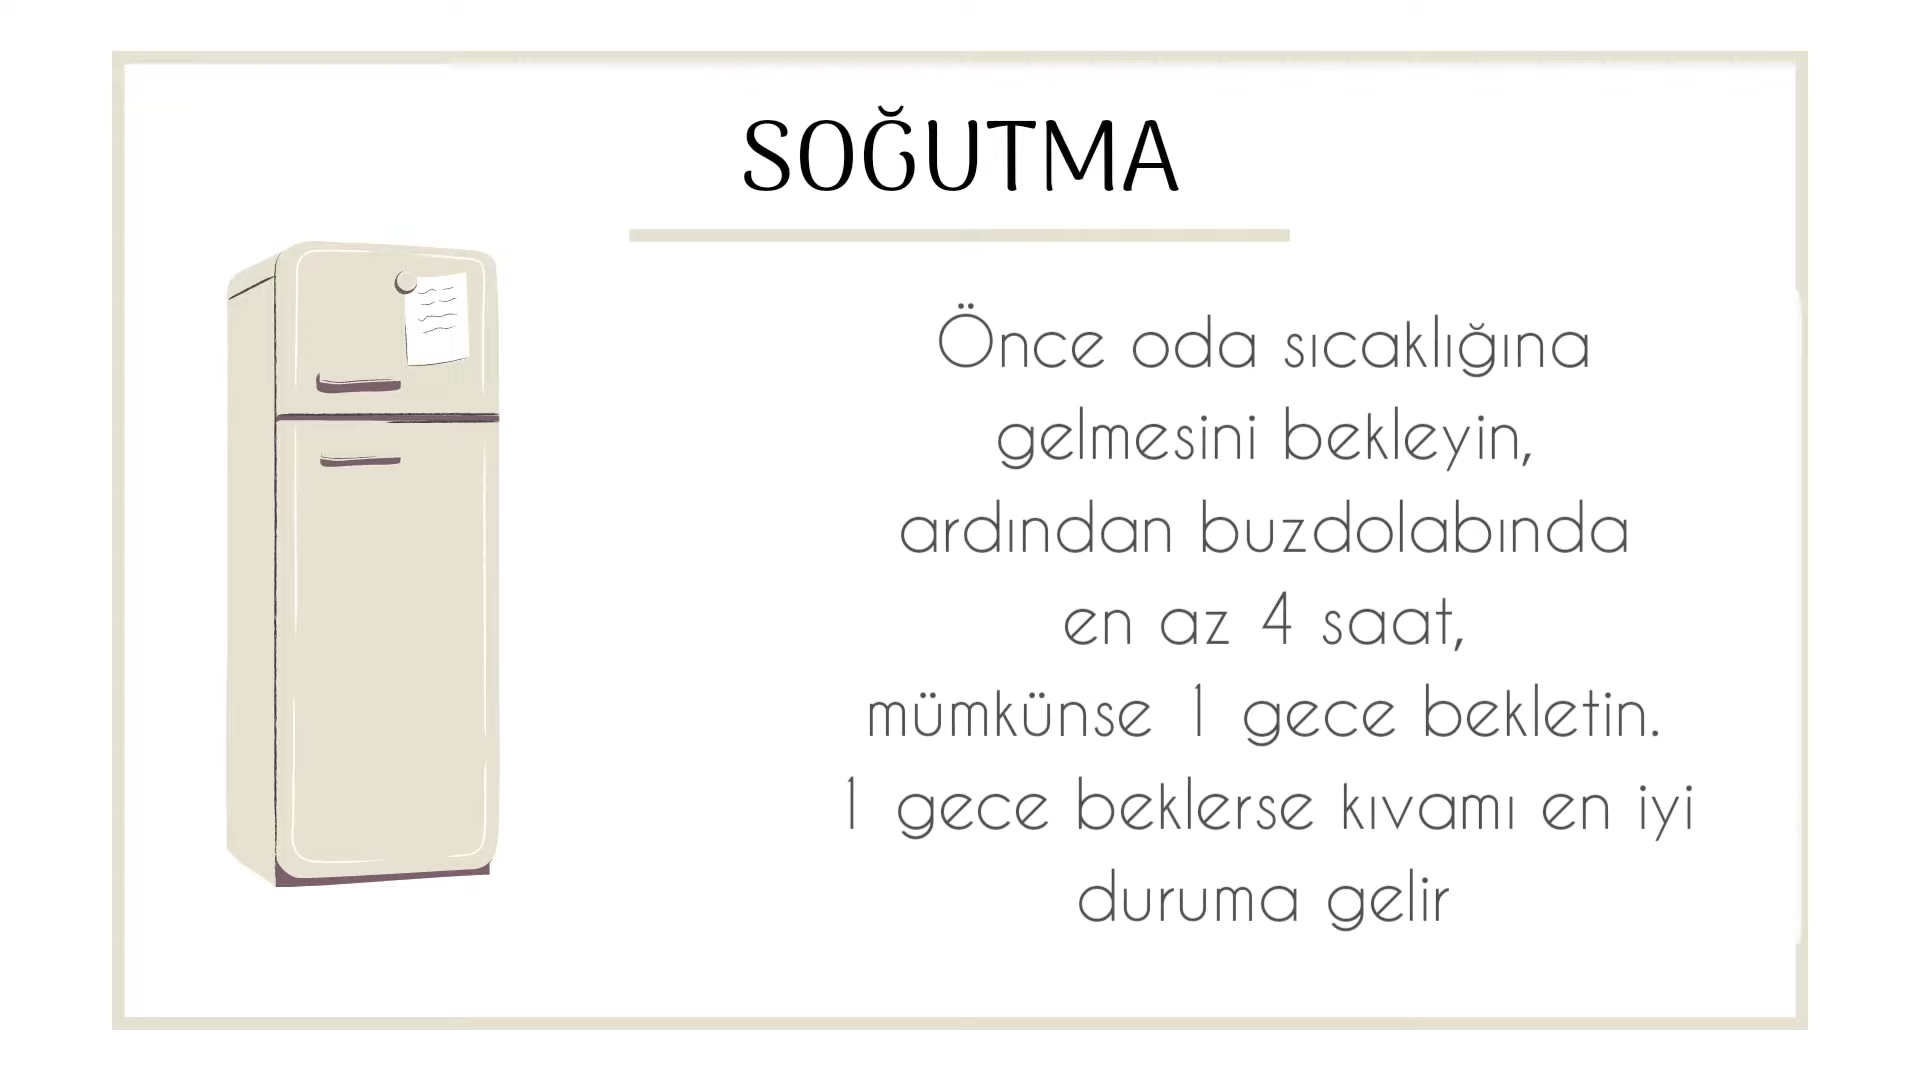 SOĞUTMA
Önce oda sıcaklığına
gelmesini bekleyin,
ardından buzdolabında
en az 4 saat,
mümkünse 1 gece bekletin.
1 gece beklerse kıvamı en iyi
duruma gelir